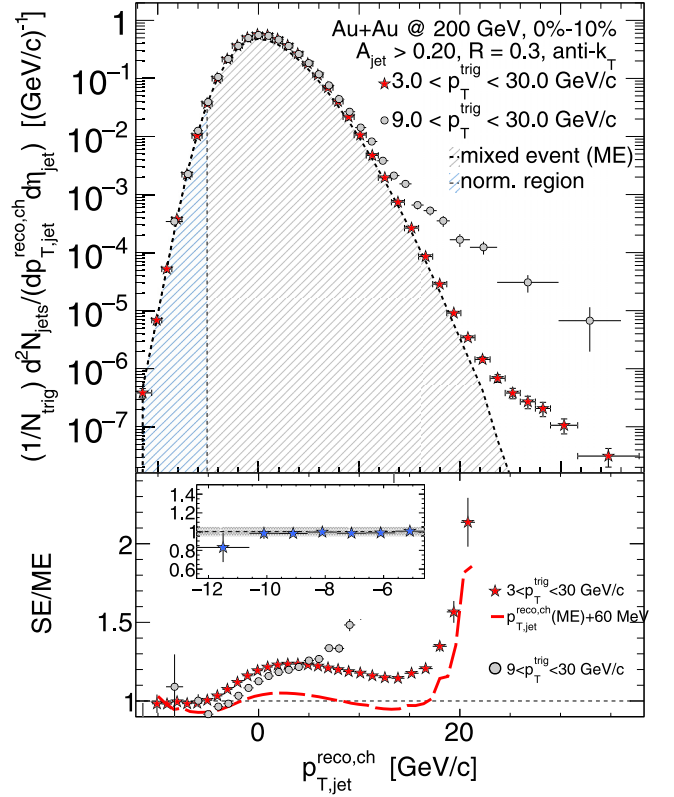 Au+Au @ 200 GeV, 0%-10%
A_jet > 0.20, R = 0.3, anti-k_T
3.0 < p_T^trig < 30.0 GeV/c
9.0 < p_T^trig < 30.0 GeV/c
mixed event (ME)
norm. region
(1/N_trig) d²N_jets/(dp_T,jet^reco,ch dη_jet) [(GeV/c)⁻¹]
1
10⁻¹
10⁻²
10⁻³
10⁻⁴
10⁻⁵
10⁻⁶
10⁻⁷
SE/ME
2
1.5
1
1.4
1.2
1
0.8
0.6
−12 −10 −8 −6
3<p_T^trig<30 GeV/c
p_T,jet^reco,ch(ME)+60 MeV
9<p_T^trig<30 GeV/c
0 20
p_T,jet^reco,ch [GeV/c]